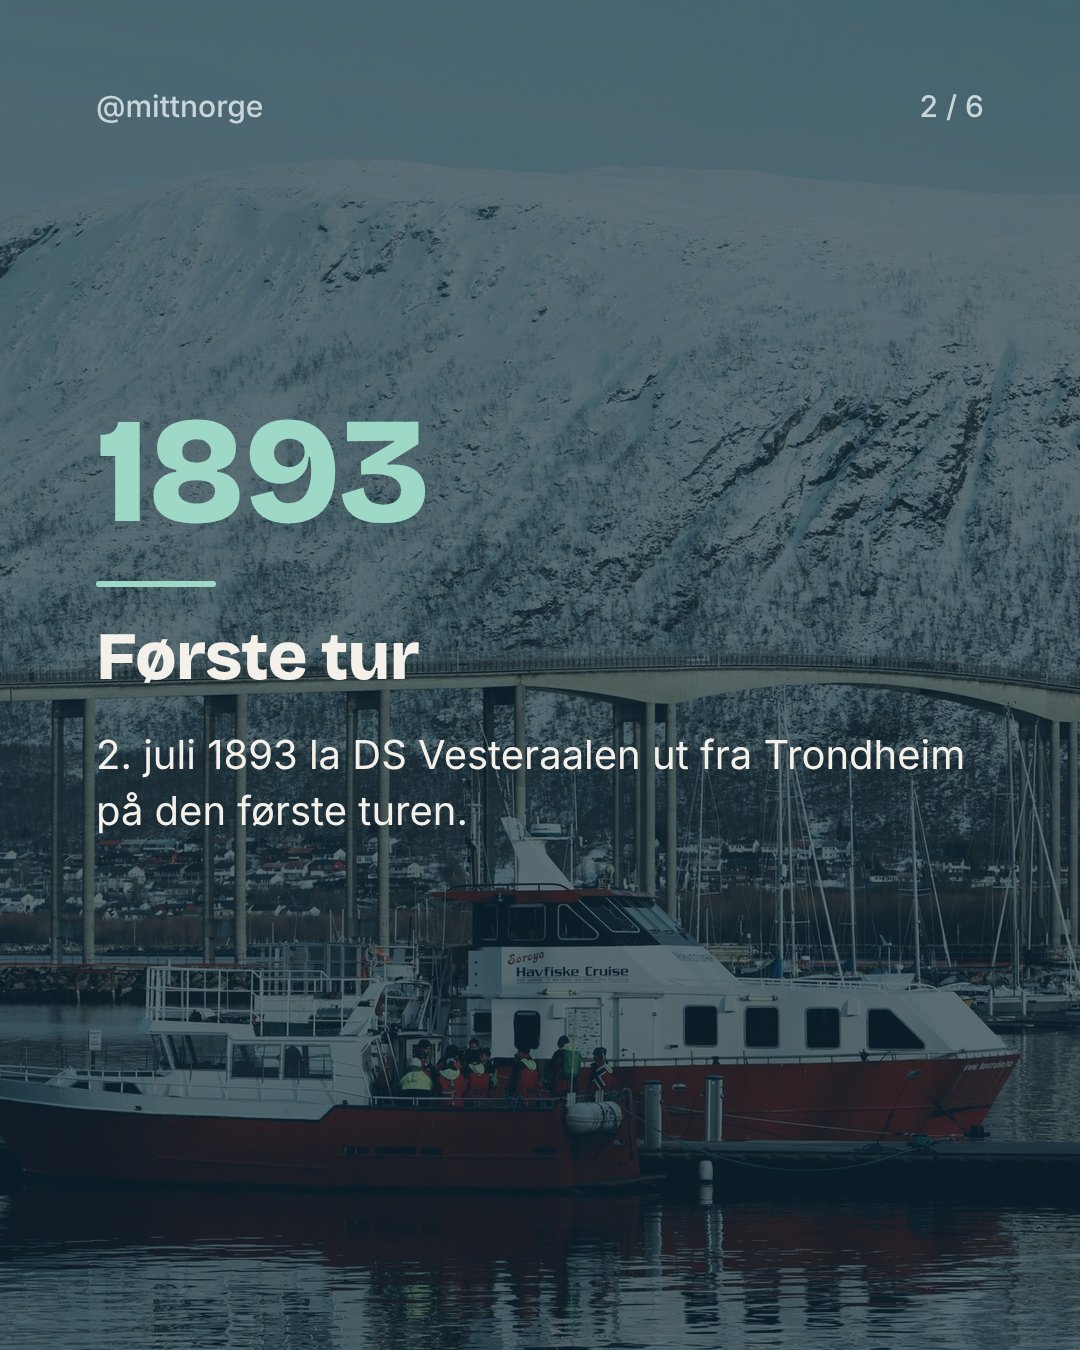 @mittnorge
2 / 6
1893
Første tur
2. juli 1893 la DS Vesteraalen ut fra Trondheim
på den første turen.
Soroya
Havfiske Cruise